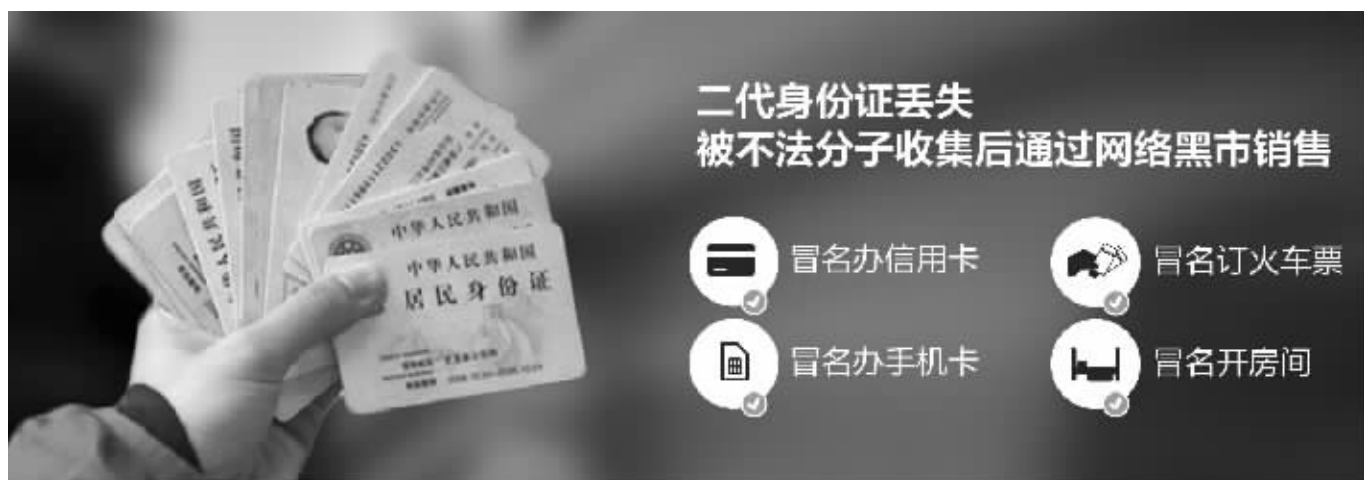 二代身份证丢失
被不法分子收集后通过网络黑市销售
冒名办信用卡
冒名订火车票
冒名办手机卡
冒名开房间
中华人民共和国
中华人民共和国
居民身份证